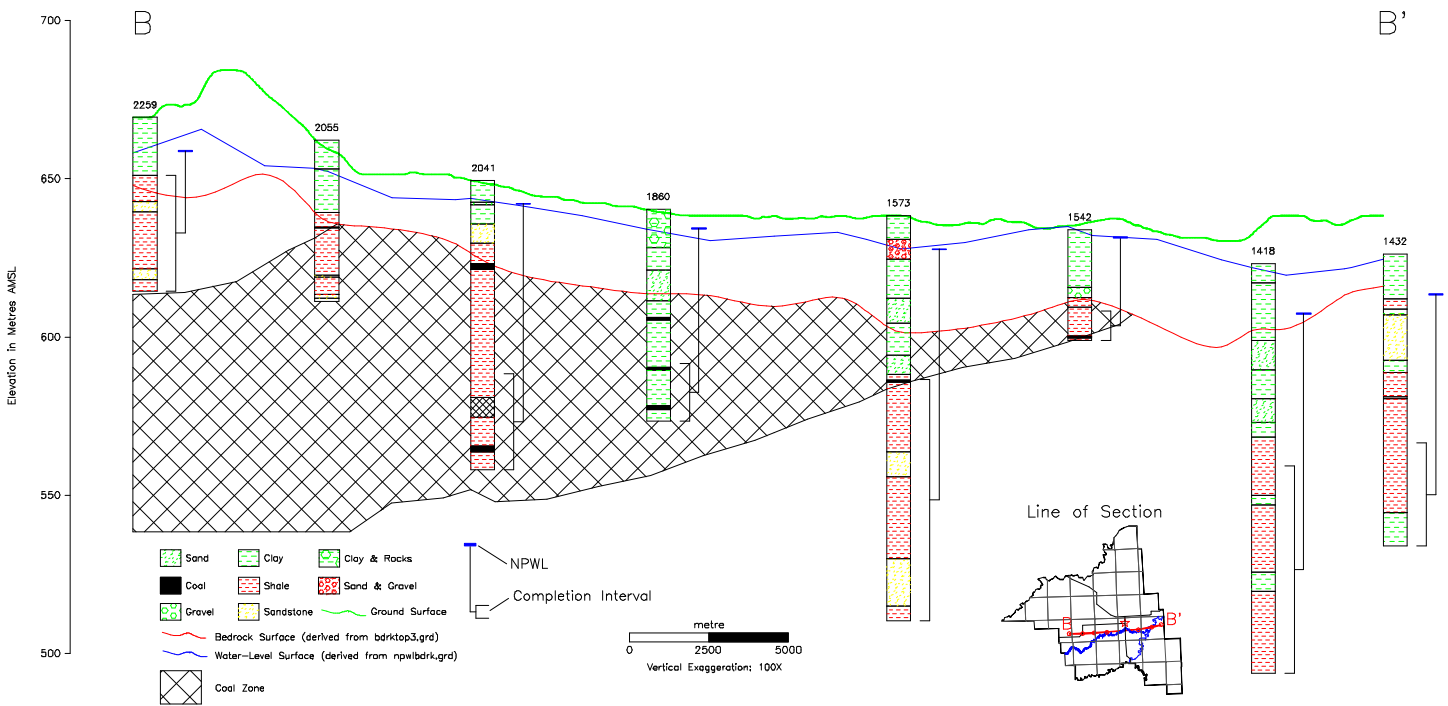 B B'
700
2259
2055
2041
650
1860
1573
1542
1418
1432
Elevation in Metres AMSL
600
550
500
Line of Section
B B'
Sand Clay Clay & Rocks
Coal Shale Sand & Gravel
Gravel Sandstone Ground Surface
Bedrock Surface (derived from bdrktop3,grd)
Water-Level Surface (derived from npwlbdrk,grd)
Coal Zone
NPWL
Completion Interval
metre
0 2500 5000
Vertical Exaggeration; 100X